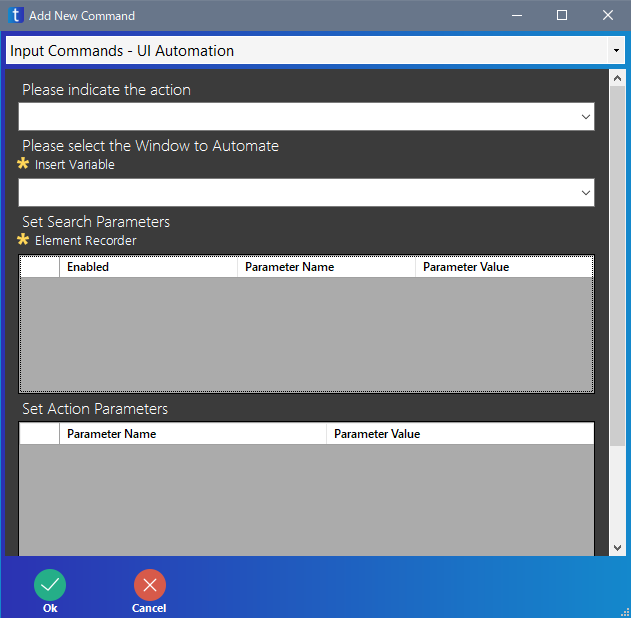 t Add New Command
Input Commands - UI Automation
Please indicate the action
Please select the Window to Automate
Insert Variable
Set Search Parameters
Element Recorder
Enabled Parameter Name Parameter Value
Set Action Parameters
Parameter Name Parameter Value
Ok Cancel